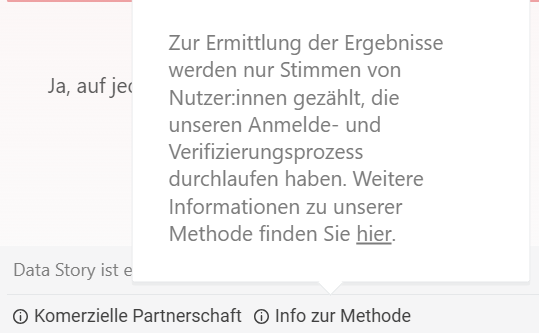 Zur Ermittlung der Ergebnisse
werden nur Stimmen von
Nutzer:innen gezählt, die
unseren Anmelde- und
Verifizierungsprozess
durchlaufen haben. Weitere
Informationen zu unserer
Methode finden Sie hier.
Ja, auf
Data Story ist
Komerzielle Partnerschaft Info zur Methode